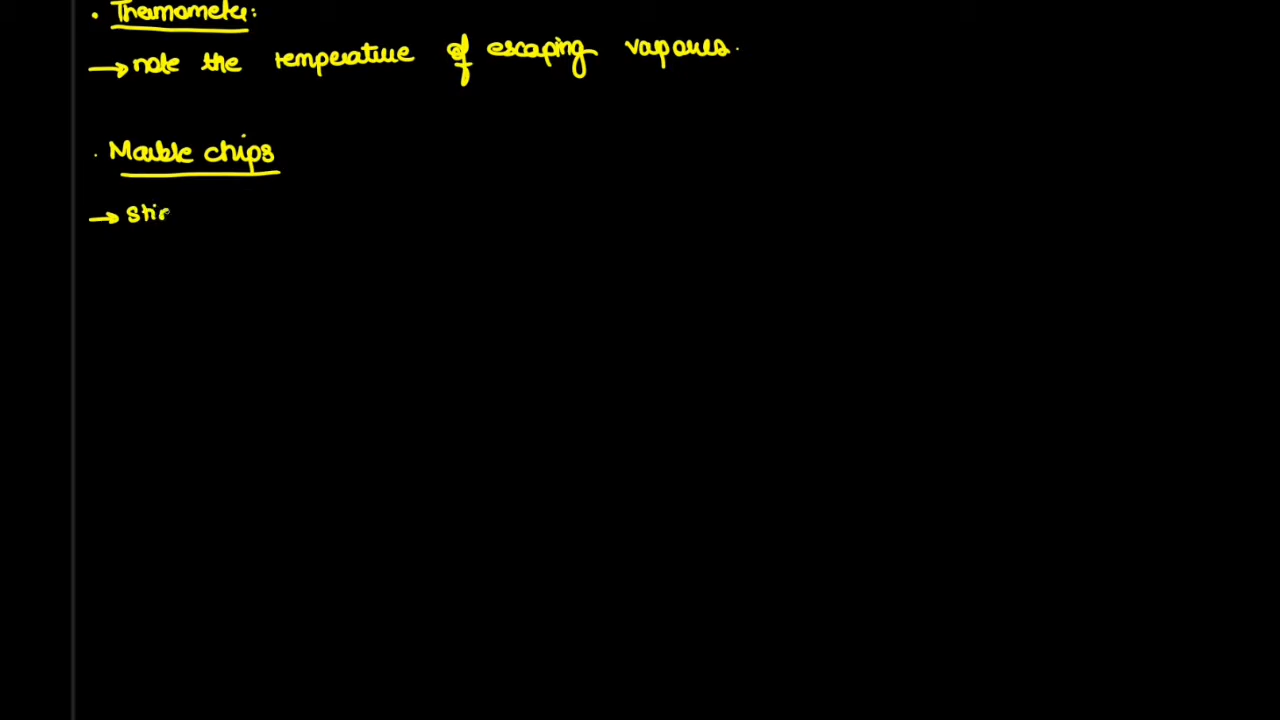 • Thermometer:
→ note the temperature of escaping vapours.
· Marble chips
→ Stir